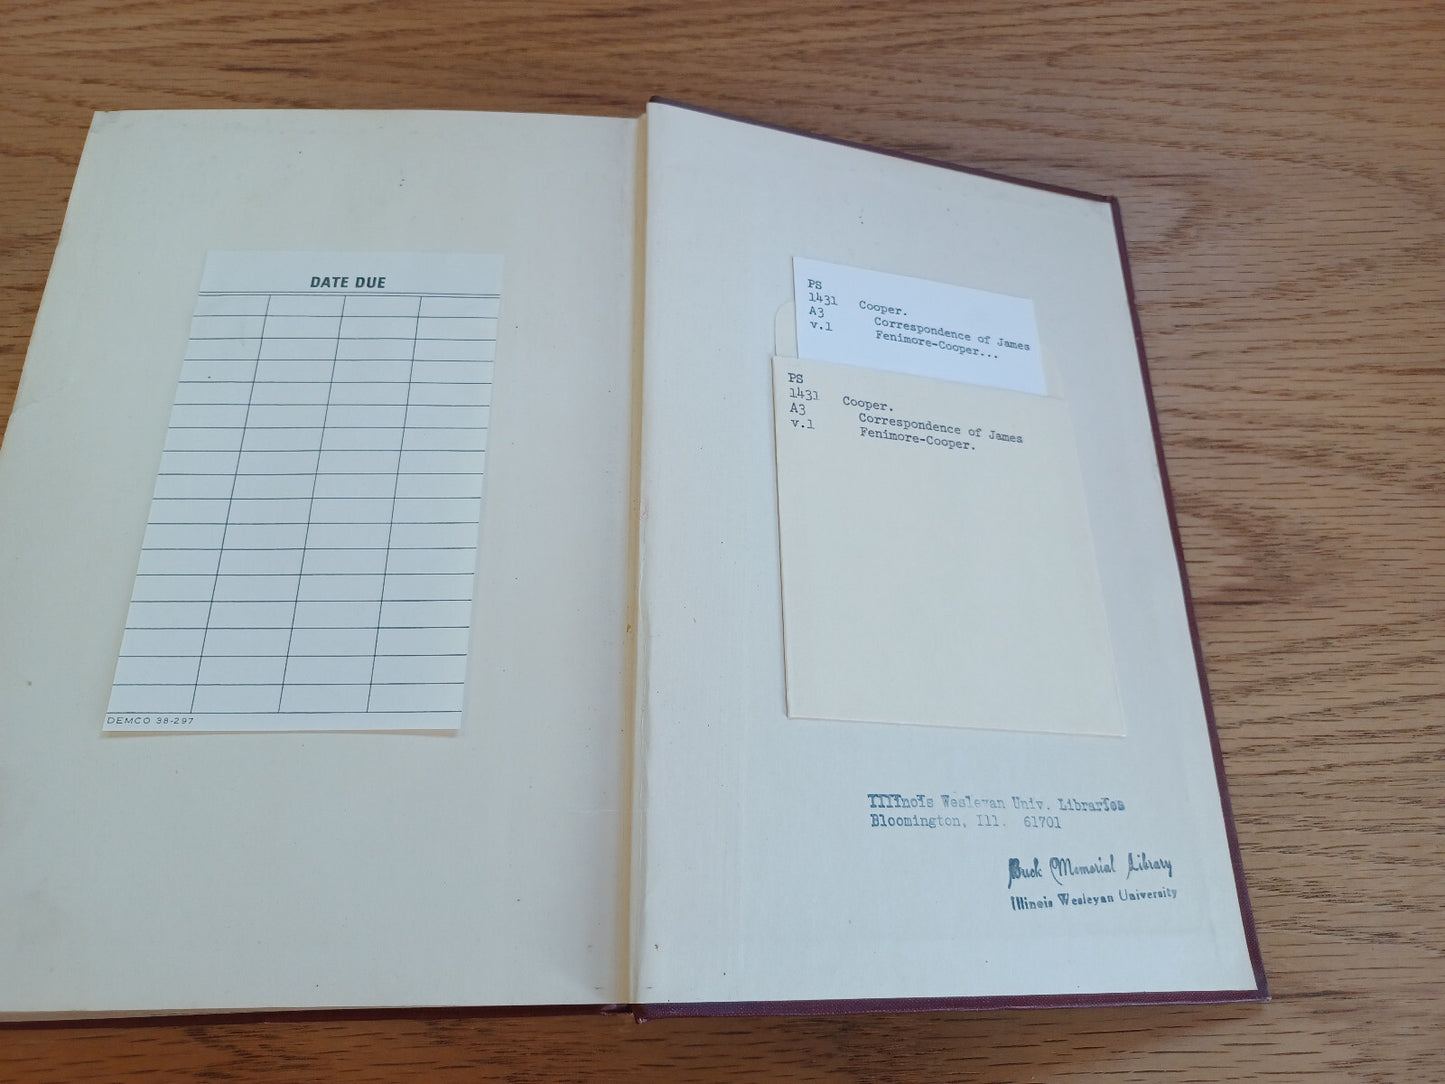 DATE DUE
DEMCO 38-297
PS
1431 Cooper.
A3 Correspondence of James
v.1 Fenimore-Cooper...
PS
1431 Cooper.
A3 Correspondence of James
v.1 Fenimore-Cooper.
Illinois Wesleyan Univ. Libraries
Bloomington, Ill. 61701
Buck Memorial Library
Illinois Wesleyan University